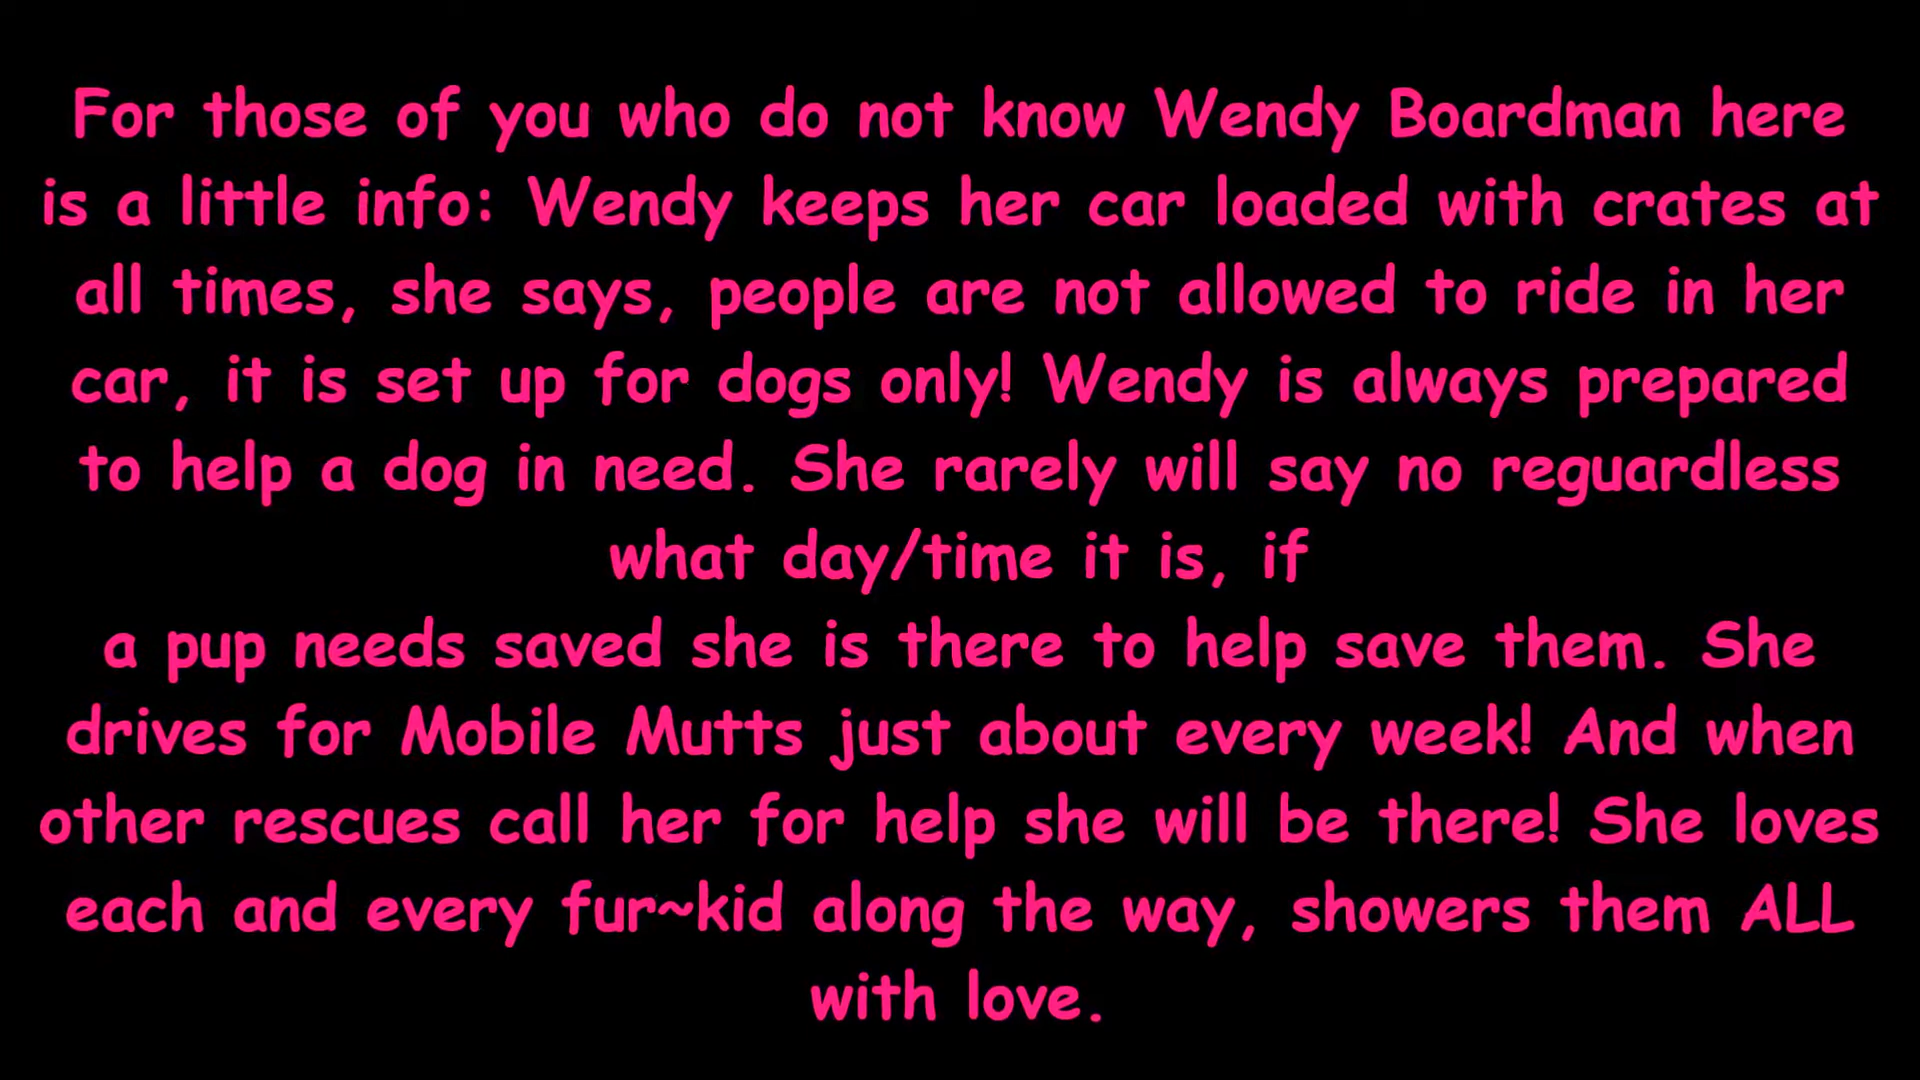 For those of you who do not know Wendy Boardman here
is a little info: Wendy keeps her car loaded with crates at
all times, she says, people are not allowed to ride in her
car, it is set up for dogs only! Wendy is always prepared
to help a dog in need. She rarely will say no reguardless
what day/time it is, if
a pup needs saved she is there to help save them. She
drives for Mobile Mutts just about every week! And when
other rescues call her for help she will be there! She loves
each and every fur~kid along the way, showers them ALL
with love.